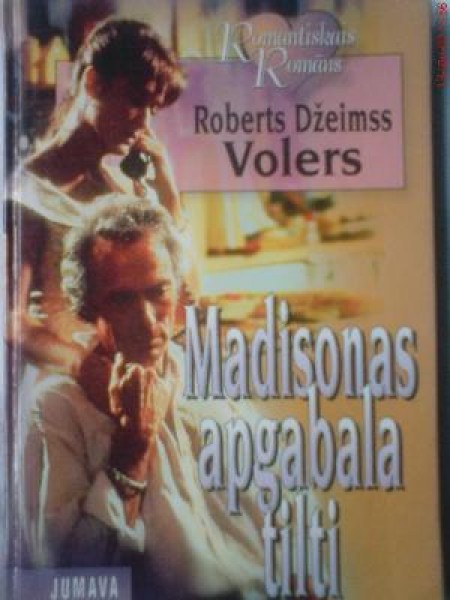 Romantiskais
Romāns
Roberts Džeimss
Volers
Madisonas
apgabala
tilti
JUMAVA